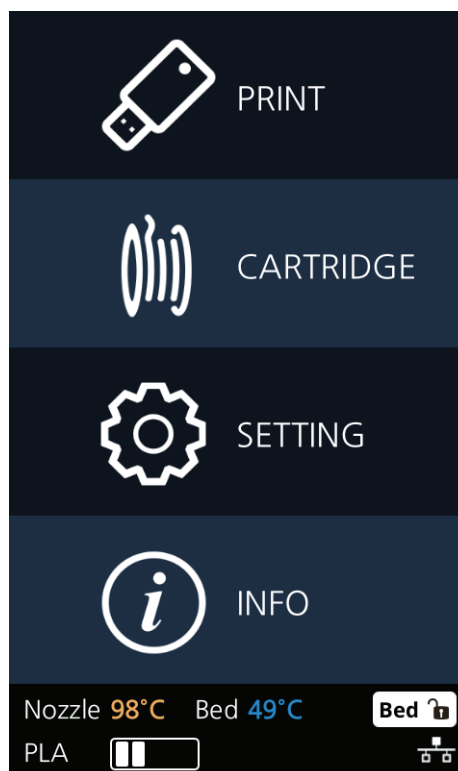 PRINT
CARTRIDGE
SETTING
INFO
Nozzle 98°C Bed 49°C Bed
PLA